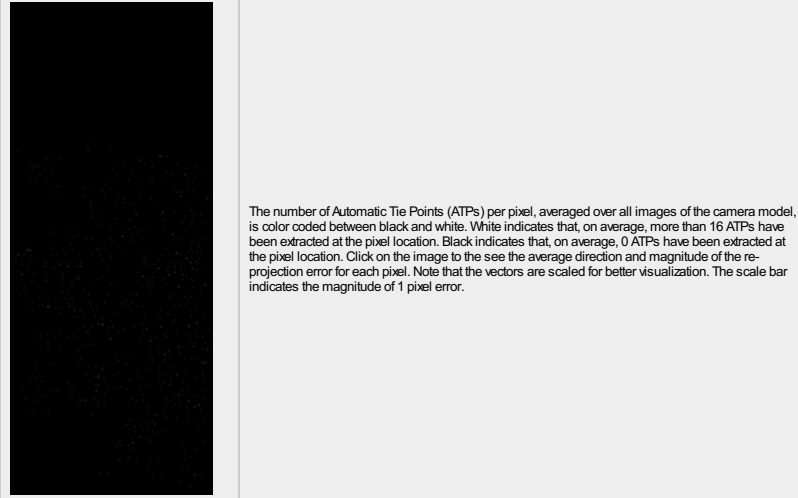 The number of Automatic Tie Points (ATPs) per pixel, averaged over all images of the camera model,
is color coded between black and white. White indicates that, on average, more than 16 ATPs have
been extracted at the pixel location. Black indicates that, on average, 0 ATPs have been extracted at
the pixel location. Click on the image to the see the average direction and magnitude of the re-
projection error for each pixel. Note that the vectors are scaled for better visualization. The scale bar
indicates the magnitude of 1 pixel error.